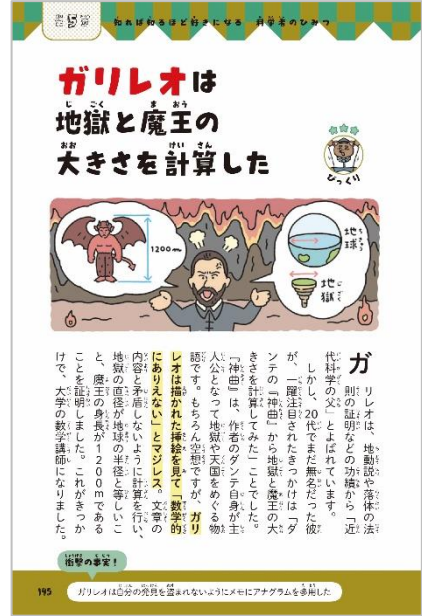 第5章 知れば知るほど好きになる 科学者のひみつ
ガリレオは
地獄と魔王の
大きさを計算した
びっくり
1200m
地球
地獄
ガリレオは、地動説や落体の法
則の証明などの功績から「近
代科学の父」とよばれています。
しかし、20代でまだ無名だった彼
が、一躍注目されたきっかけは「ダ
ンテの『神曲』から地獄と魔王の大
きさを計算してみた」ことでした。
『神曲』は、作者のダンテ自身が主
人公となって地獄や天国をめぐる物
語です。もちろん空想ですが、ガリ
レオは描かれた挿絵を見て「数学的
にありえない」とマジレス。文章の
内容と矛盾しないように計算を行い、
地獄の直径が地球の半径と等しいこ
と、魔王の身長が1200mである
ことを証明しました。これがきっか
けで、大学の数学講師になりました。
衝撃の事実!
195
ガリレオは自分の発見を盗まれないようにメモにアナグラムを多用した